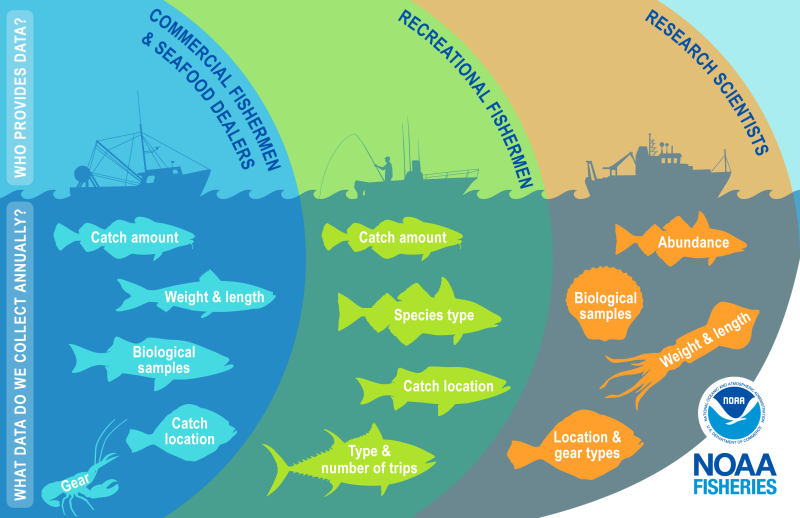 WHO PROVIDES DATA?
COMMERCIAL FISHERMEN
& SEAFOOD DEALERS
RECREATIONAL FISHERMEN
RESEARCH SCIENTISTS
WHAT DATA DO WE COLLECT ANNUALLY?
Catch amount
Weight & length
Biological
samples
Catch
location
Gear
Catch amount
Species type
Catch location
Type &
number of trips
Abundance
Biological
samples
Weight & length
Location &
gear types
NATIONAL OCEANIC AND ATMOSPHERIC ADMINISTRATION
NOAA
U.S. DEPARTMENT OF COMMERCE
NOAA
FISHERIES